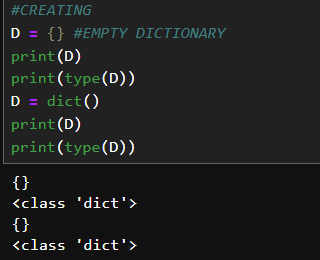 #CREATING
D = {} #EMPTY DICTIONARY
print(D)
print(type(D))
D = dict()
print(D)
print(type(D))
{}
<class 'dict'>
{}
<class 'dict'>